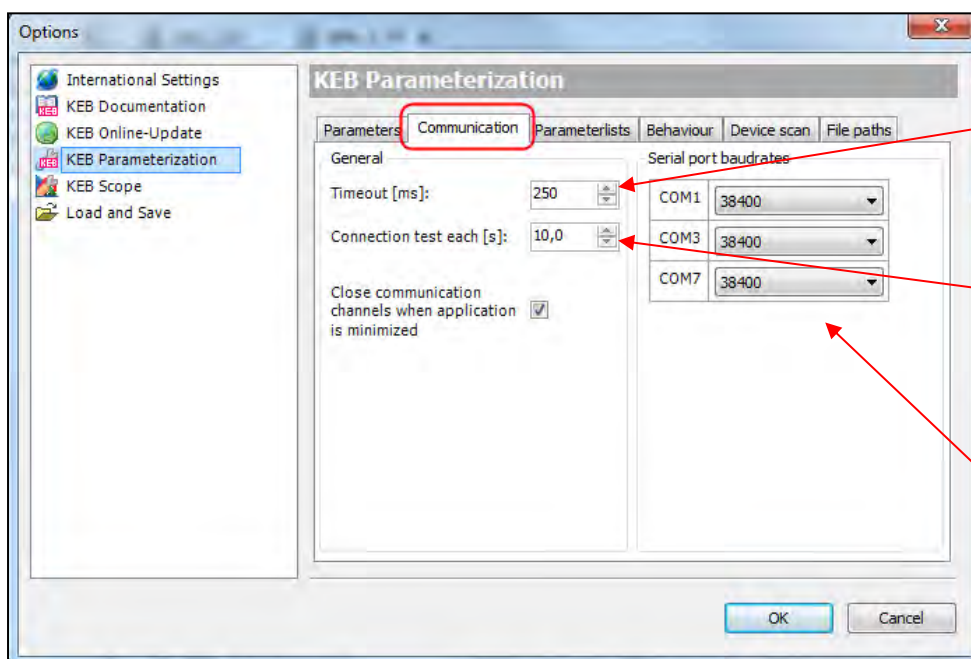 Options
International Settings
KEB Documentation
KEB Online-Update
KEB Parameterization
KEB Scope
Load and Save
KEB Parameterization
Parameters Communication Parameterlists Behaviour Device scan File paths
General
Timeout [ms]: 250
Connection test each [s]: 10,0
Close communication
channels when application
is minimized
Serial port baudrates
COM1 38400
COM3 38400
COM7 38400
OK Cancel